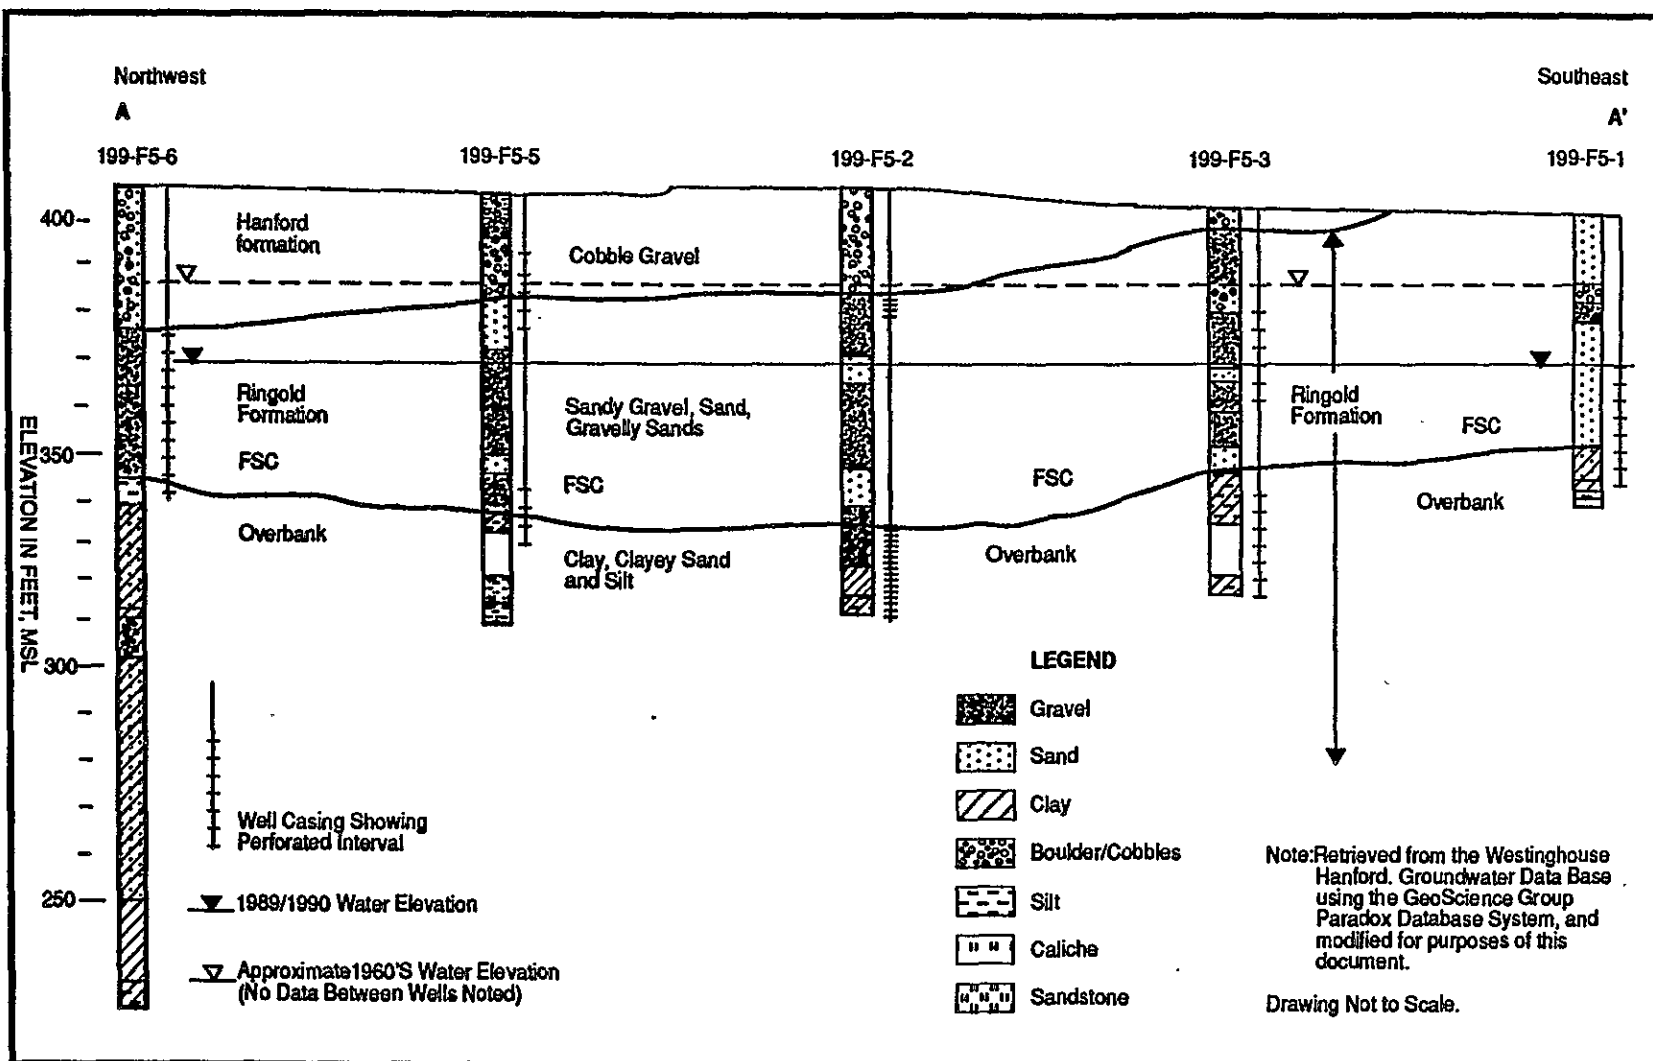 Northwest
Southeast
A
A'
199-F5-6
199-F5-5
199-F5-2
199-F5-3
199-F5-1
400
350
300
250
ELEVATION IN FEET, MSL
Hanford
formation
Cobble Gravel
Ringold
Formation
Sandy Gravel, Sand,
Gravelly Sands
Ringold
Formation
FSC
FSC
FSC
FSC
Overbank
Clay, Clayey Sand
and Silt
Overbank
Overbank
Well Casing Showing
Perforated Interval
1989/1990 Water Elevation
Approximate1960'S Water Elevation
(No Data Between Wells Noted)
LEGEND
Gravel
Sand
Clay
Boulder/Cobbles
Silt
Caliche
Sandstone
Note:Retrieved from the Westinghouse
Hanford. Groundwater Data Base
using the GeoScience Group
Paradox Database System, and
modified for purposes of this
document.
Drawing Not to Scale.